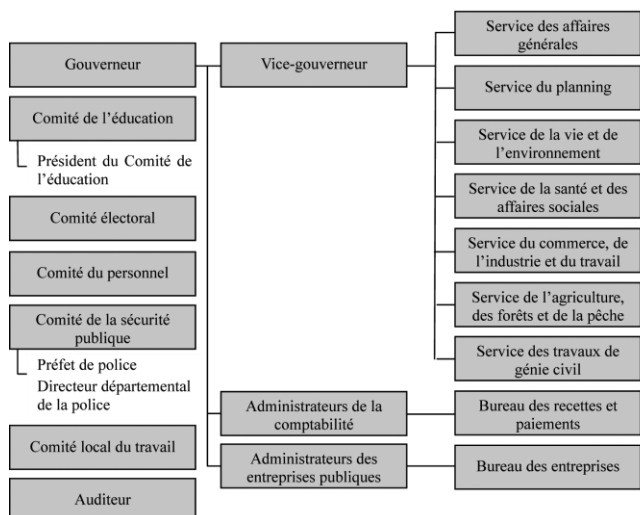 Gouverneur
Comité de l’éducation
Président du Comité de
l’éducation
Comité électoral
Comité du personnel
Comité de la sécurité
publique
Préfet de police
Directeur départemental
de la police
Comité local du travail
Auditeur
Vice-gouverneur
Administrateurs de la
comptabilité
Administrateurs des
entreprises publiques
Service des affaires
générales
Service du planning
Service de la vie et de
l’environnement
Service de la santé et des
affaires sociales
Service du commerce, de
l’industrie et du travail
Service de l’agriculture,
des forêts et de la pêche
Service des travaux de
génie civil
Bureau des recettes et
paiements
Bureau des entreprises